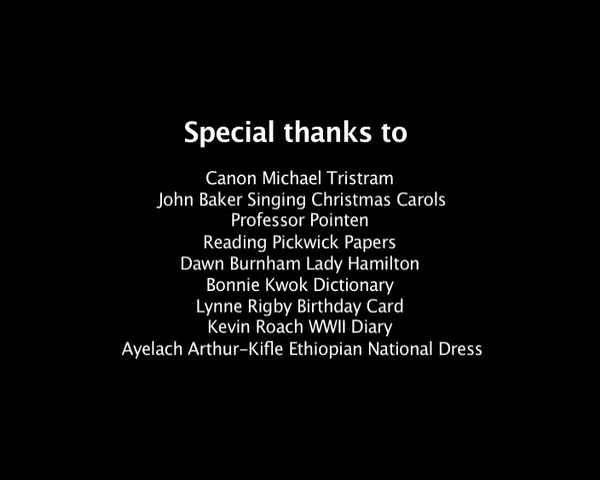 Special thanks to
Canon Michael Tristram
John Baker Singing Christmas Carols
Professor Pointen
Reading Pickwick Papers
Dawn Burnham Lady Hamilton
Bonnie Kwok Dictionary
Lynne Rigby Birthday Card
Kevin Roach WWII Diary
Ayelach Arthur-Kifle Ethiopian National Dress